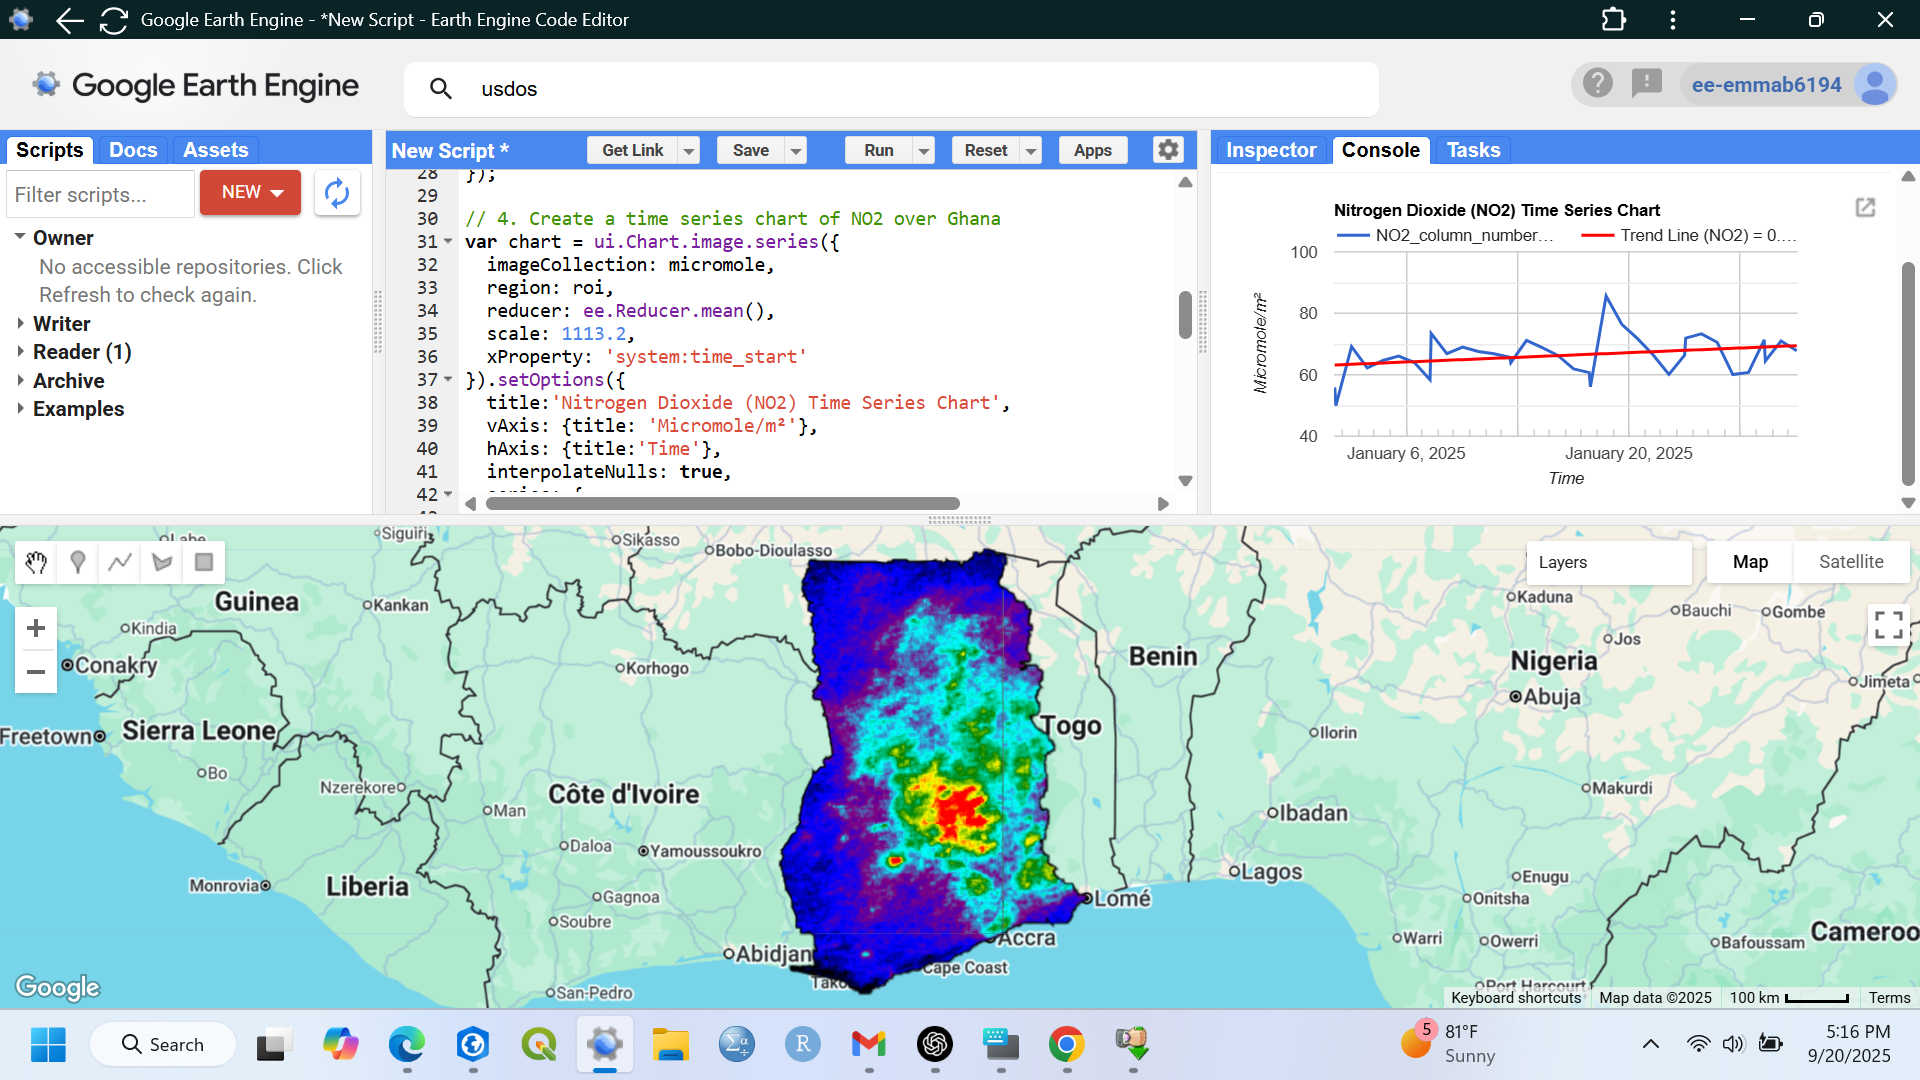 Google Earth Engine - *New Script - Earth Engine Code Editor
Google Earth Engine
usdos
ee-emmab6194
Scripts
Docs
Assets
Filter scripts...
NEW
Owner
No accessible repositories. Click
Refresh to check again.
Writer
Reader (1)
Archive
Examples
New Script *
Get Link
Save
Run
Reset
Apps
28 });
29
30 // 4. Create a time series chart of NO2 over Ghana
31 var chart = ui.Chart.image.series({
32 imageCollection: micromole,
33 region: roi,
34 reducer: ee.Reducer.mean(),
35 scale: 1113.2,
36 xProperty: 'system:time_start'
37 }).setOptions({
38 title:'Nitrogen Dioxide (NO2) Time Series Chart',
39 vAxis: {title: 'Micromole/m²'},
40 hAxis: {title:'Time'},
41 interpolateNulls: true,
42
Inspector
Console
Tasks
Nitrogen Dioxide (NO2) Time Series Chart
NO2_column_number...
Trend Line (NO2) = 0....
100
80
60
40
Micromole/m²
January 6, 2025
January 20, 2025
Time
Layers
Map
Satellite
Labe
Siguiri
Sikasso
Bobo-Dioulasso
Guinea
Kankan
Kindia
Conakry
Korhogo
Benin
Kaduna
Bauchi
Gombe
Jos
Nigeria
Abuja
Jimeta
Freetown
Sierra Leone
Togo
Ilorin
Bo
Nzerekore
Côte d'Ivoire
Man
Makurdi
Ibadan
Daloa
Yamoussoukro
Monrovia
Liberia
Gagnoa
Lomé
Lagos
Enugu
Onitsha
Soubre
Accra
Warri
Owerri
Bafoussam
Cameroo
Abidjan
Cape Coast
Tako
San-Pedro
Port Harcourt
Google
Keyboard shortcuts
Map data ©2025
100 km
Terms
Search
5
81°F
Sunny
5:16 PM
9/20/2025